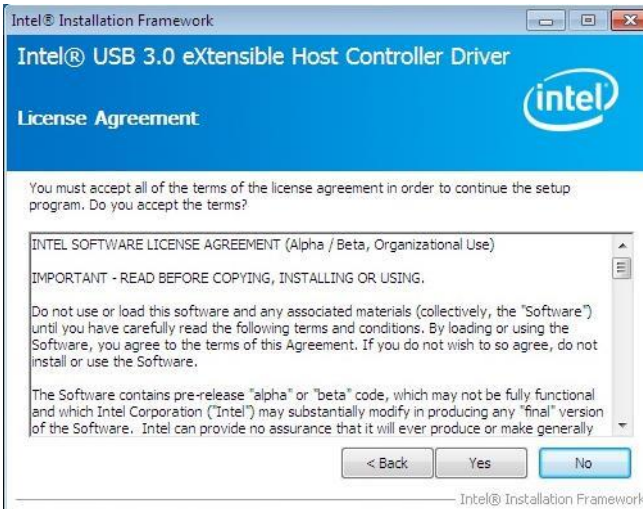 Intel® Installation Framework
Intel® USB 3.0 eXtensible Host Controller Driver
intel
License Agreement
You must accept all of the terms of the license agreement in order to continue the setup
program. Do you accept the terms?
INTEL SOFTWARE LICENSE AGREEMENT (Alpha / Beta, Organizational Use)
IMPORTANT - READ BEFORE COPYING, INSTALLING OR USING.
Do not use or load this software and any associated materials (collectively, the "Software")
until you have carefully read the following terms and conditions. By loading or using the
Software, you agree to the terms of this Agreement. If you do not wish to so agree, do not
install or use the Software.
The Software contains pre-release "alpha" or "beta" code, which may not be fully functional
and which Intel Corporation ("Intel") may substantially modify in producing any "final" version
of the Software. Intel can provide no assurance that it will ever produce or make generally
< Back Yes No
Intel® Installation Framework